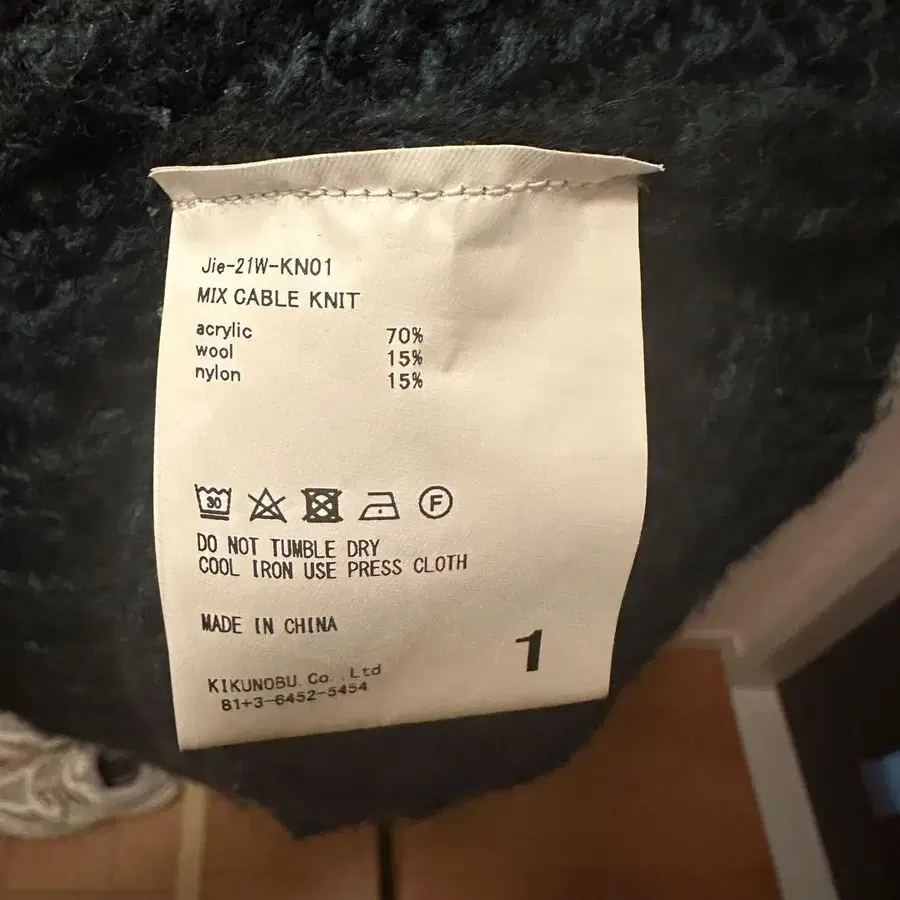 Jie-21W-KN01
MIX CABLE KNIT
acrylic 70%
wool 15%
nylon 15%
30 F
DO NOT TUMBLE DRY
COOL IRON USE PRESS CLOTH
MADE IN CHINA
1
KIKUNOBU. Co. Ltd
81+3-6452-5454